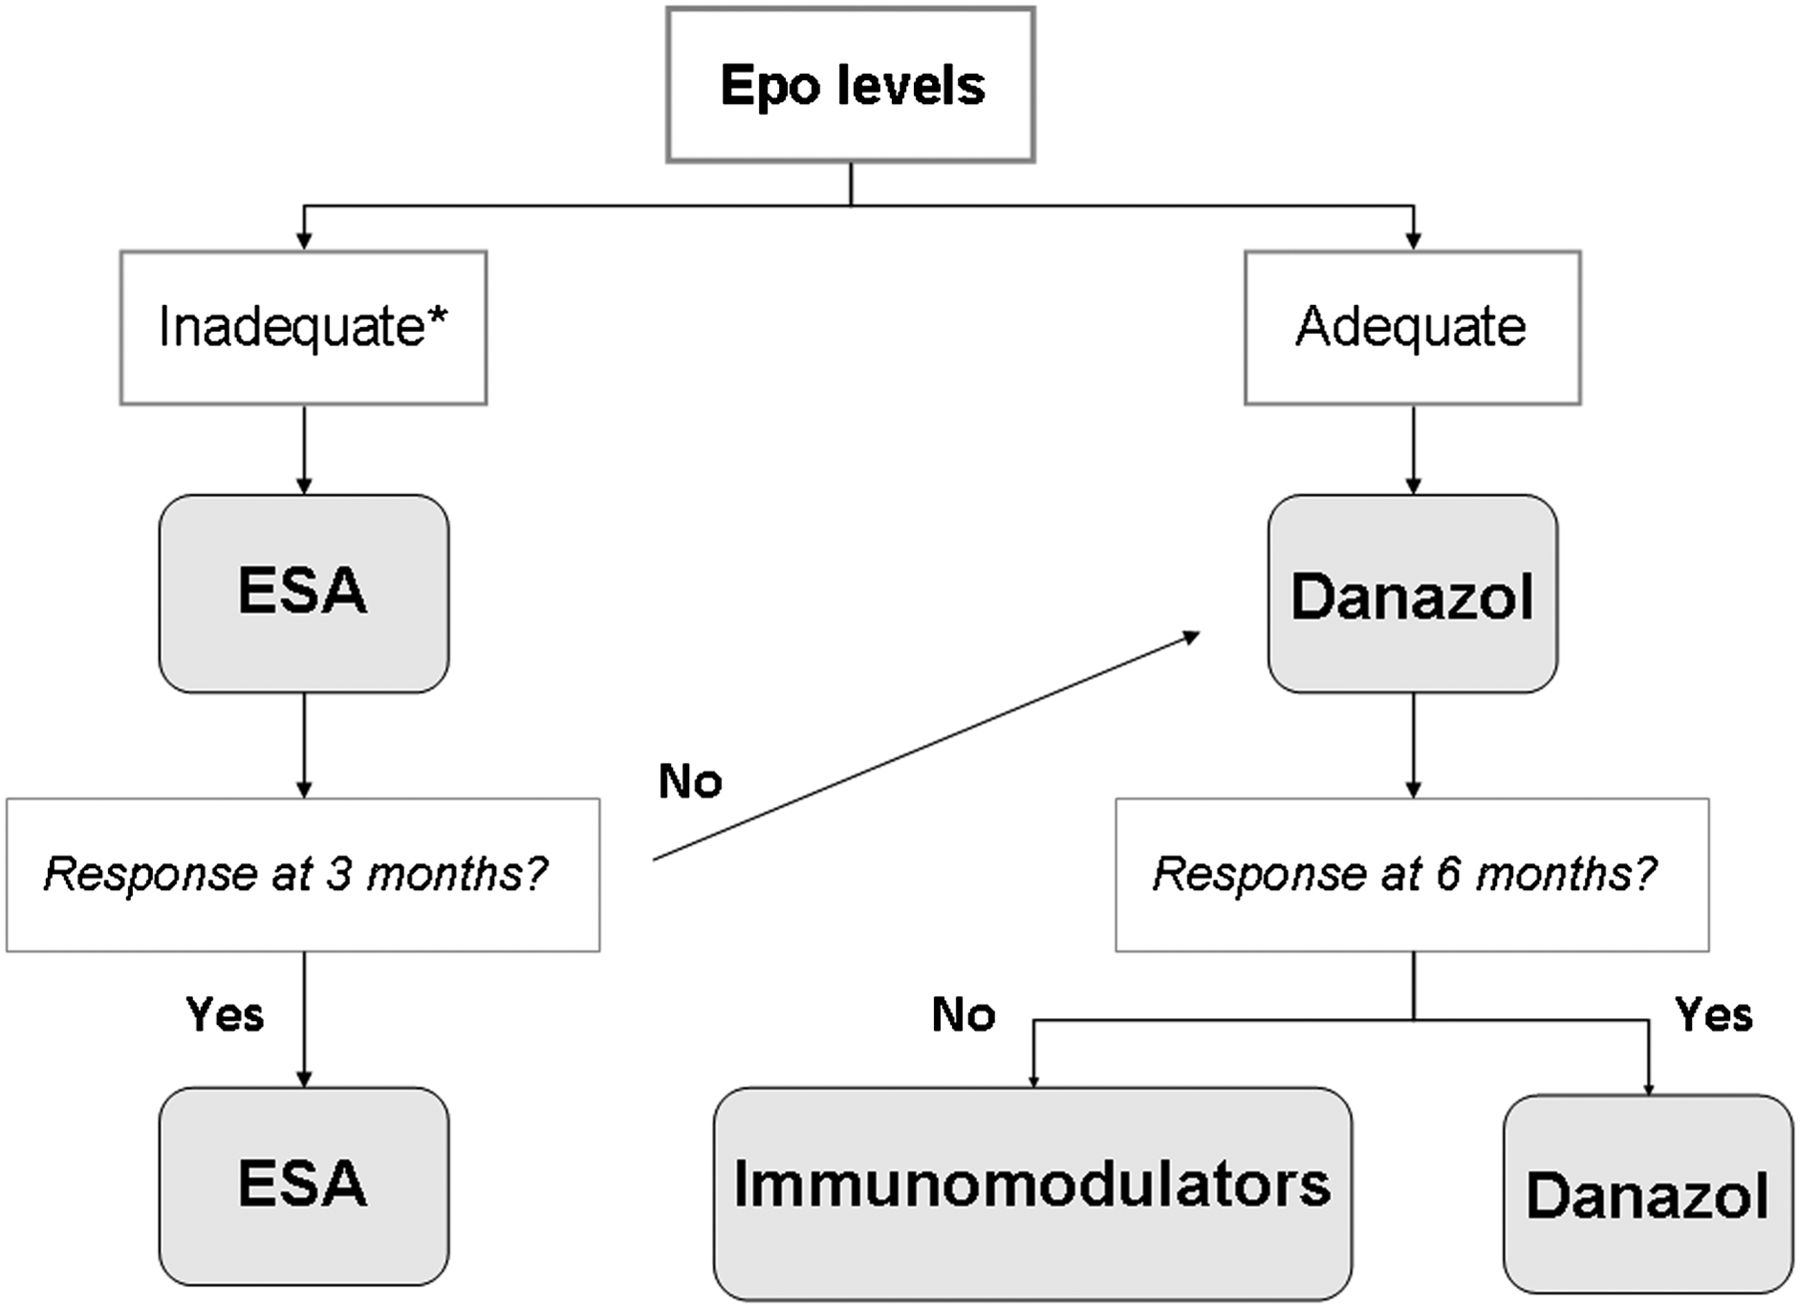 Epo levels
Inadequate*
Adequate
ESA
Danazol
No
Response at 3 months?
Response at 6 months?
Yes
No
Yes
ESA
Immunomodulators
Danazol